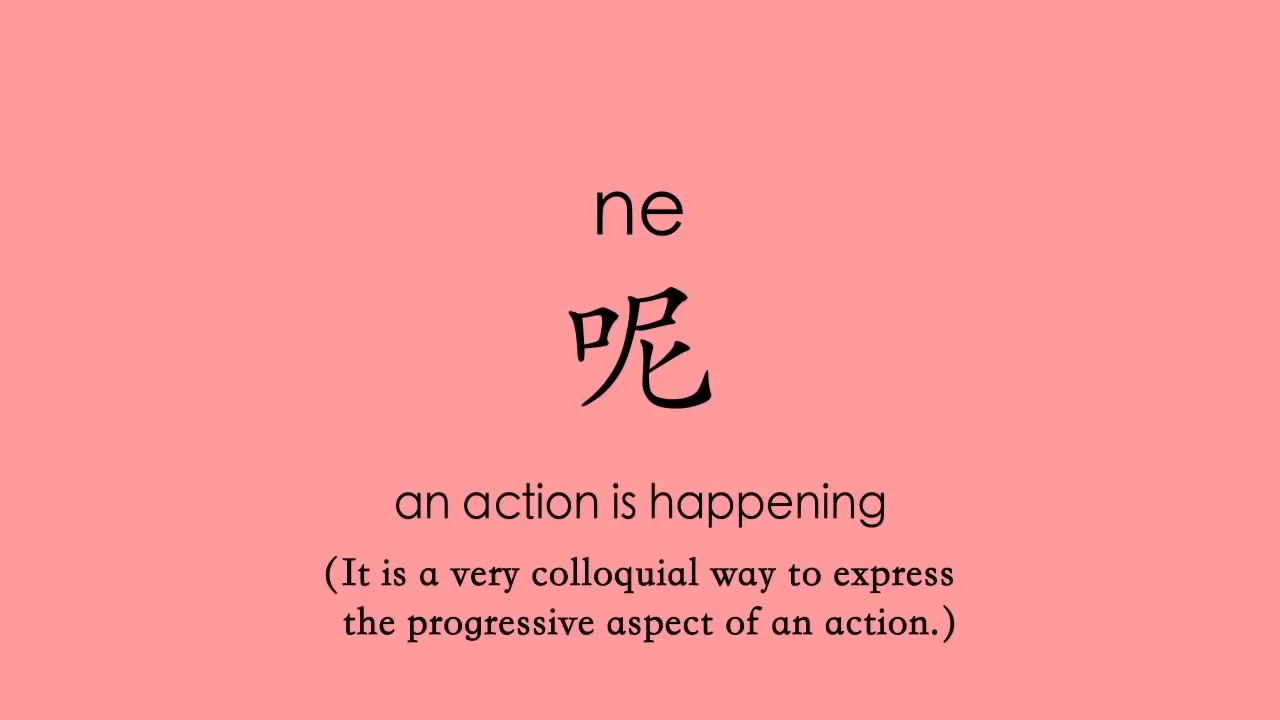 ne
呢
an action is happening
(It is a very colloquial way to express
the progressive aspect of an action.)